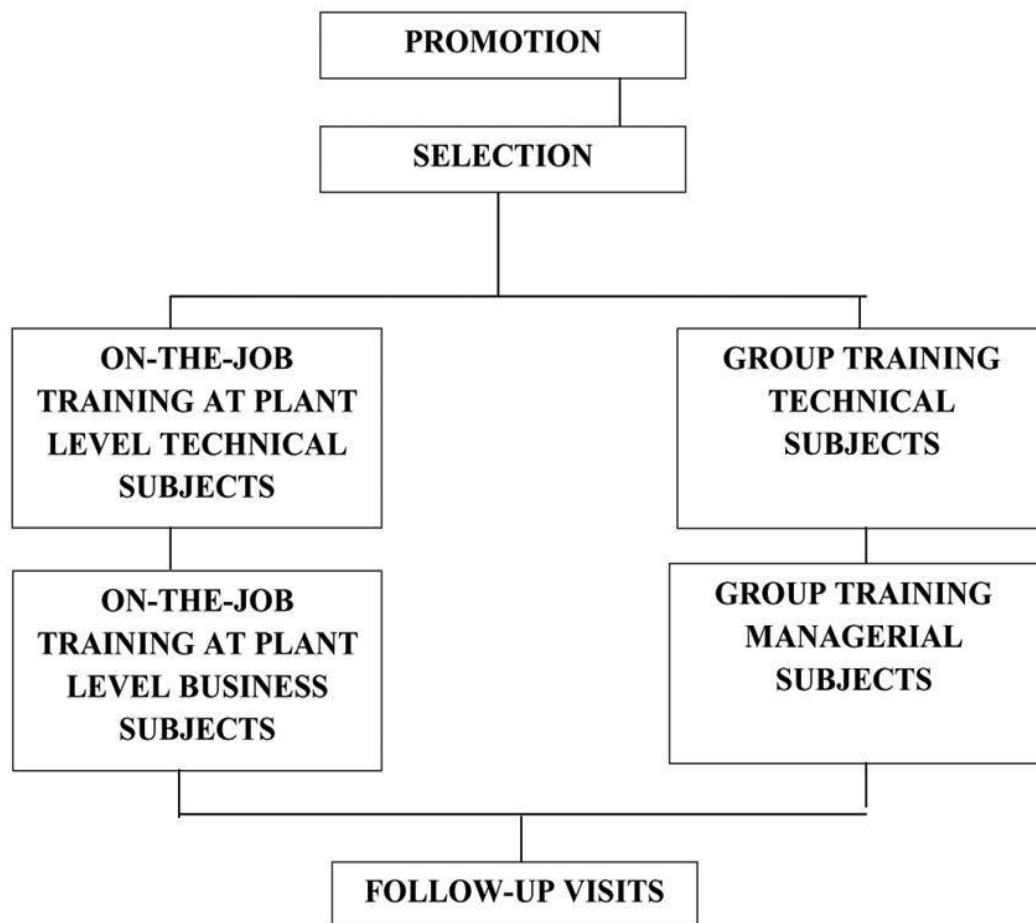 PROMOTION
SELECTION
ON-THE-JOB
TRAINING AT PLANT
LEVEL TECHNICAL
SUBJECTS
GROUP TRAINING
TECHNICAL
SUBJECTS
ON-THE-JOB
TRAINING AT PLANT
LEVEL BUSINESS
SUBJECTS
GROUP TRAINING
MANAGERIAL
SUBJECTS
FOLLOW-UP VISITS